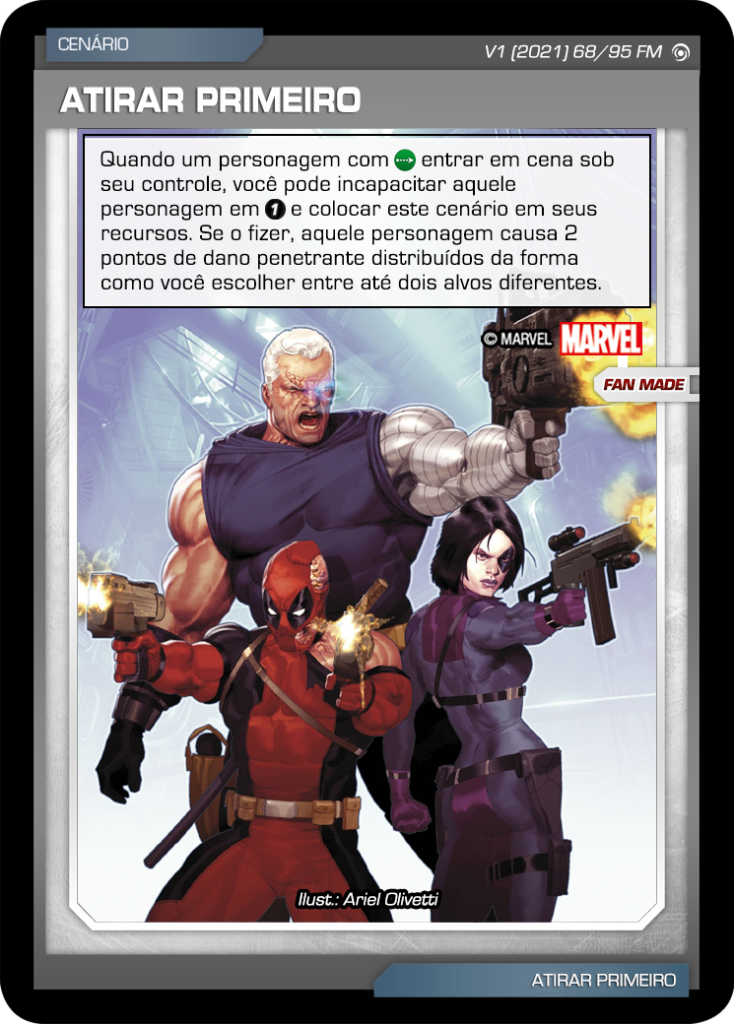 CENÁRIO
V1 (2021) 68/95 FM
ATIRAR PRIMEIRO
Quando um personagem com entrar em cena sob
seu controle, você pode incapacitar aquele
personagem em 1 e colocar este cenário em seus
recursos. Se o fizer, aquele personagem causa 2
pontos de dano penetrante distribuídos da forma
como você escolher entre até dois alvos diferentes.
© MARVEL MARVEL
FAN MADE
Ilust.: Ariel Olivetti
ATIRAR PRIMEIRO